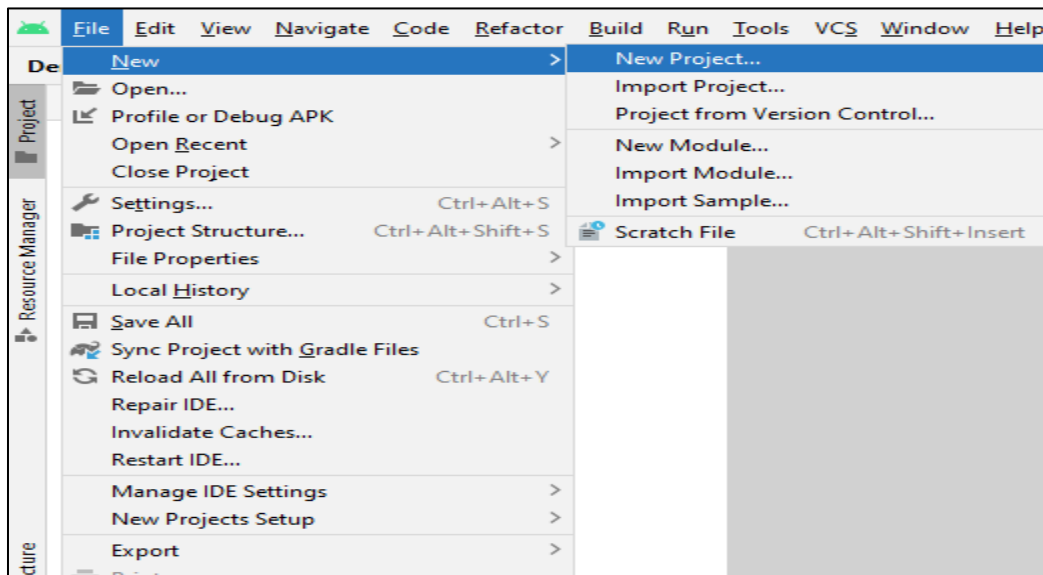 File Edit View Navigate Code Refactor Build Run Tools VCS Window Help
De
New >
New Project...
Open...
Import Project...
Profile or Debug APK
Project from Version Control...
Open Recent >
New Module...
Close Project
Import Module...
Settings... Ctrl+Alt+S
Import Sample...
Project Structure... Ctrl+Alt+Shift+S
Scratch File Ctrl+Alt+Shift+Insert
File Properties >
Local History >
Save All Ctrl+S
Sync Project with Gradle Files
Reload All from Disk Ctrl+Alt+Y
Repair IDE...
Invalidate Caches...
Restart IDE...
Manage IDE Settings >
New Projects Setup >
Export >
Project
Resource Manager
cture